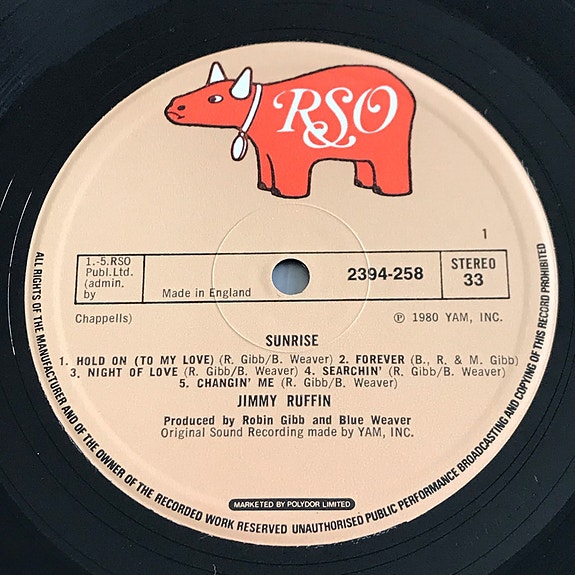 RSO
1
1.-5.RSO
Publ.Ltd.
(admin.
by
Chappells)
Made in England
2394-258
STEREO
33
℗ 1980 YAM, INC.
SUNRISE
1. HOLD ON (TO MY LOVE) (R. Gibb/B. Weaver) 2. FOREVER (B., R. & M. Gibb)
3. NIGHT OF LOVE (R. Gibb/B. Weaver) 4. SEARCHIN' (R. Gibb/B. Weaver)
5. CHANGIN' ME (R. Gibb/B. Weaver)
JIMMY RUFFIN
Produced by Robin Gibb and Blue Weaver
Original Sound Recording made by YAM, INC.
MARKETED BY POLYDOR LIMITED
ALL RIGHTS OF THE MANUFACTURER AND OF THE OWNER OF THE RECORDED WORK RESERVED UNAUTHORISED PUBLIC PERFORMANCE BROADCASTING AND COPYING OF THIS RECORD PROHIBITED